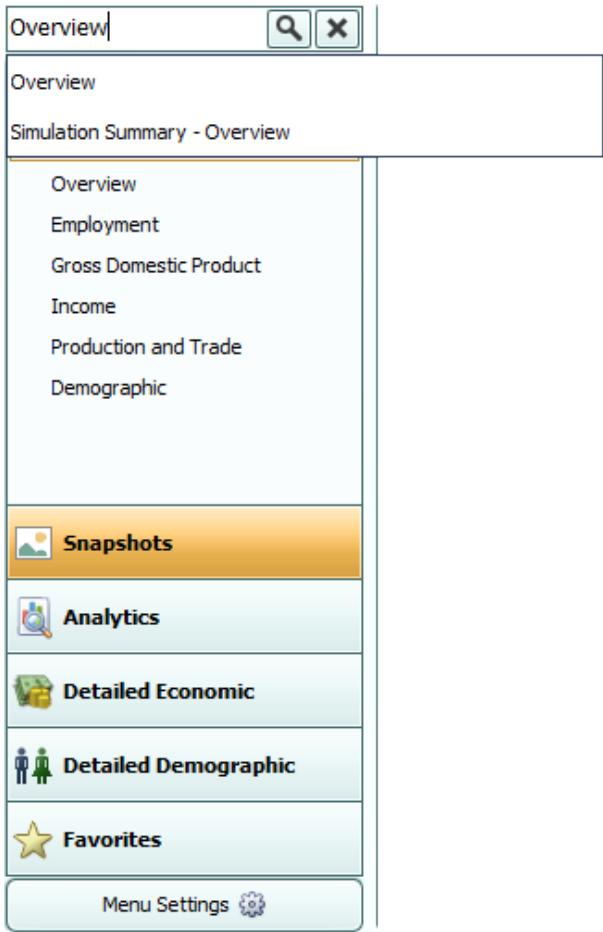 Overview
Overview
Simulation Summary - Overview
Overview
Employment
Gross Domestic Product
Income
Production and Trade
Demographic
Snapshots
Analytics
Detailed Economic
Detailed Demographic
Favorites
Menu Settings